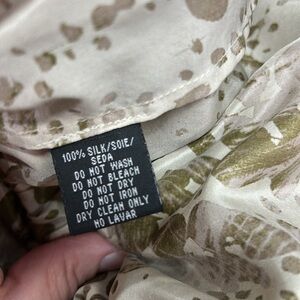 100% SILK/SOIE/
SEDA
DO NOT WASH
DO NOT BLEACH
DO NOT DRY
DO NOT IRON
DRY CLEAN ONLY
NO LAVAR